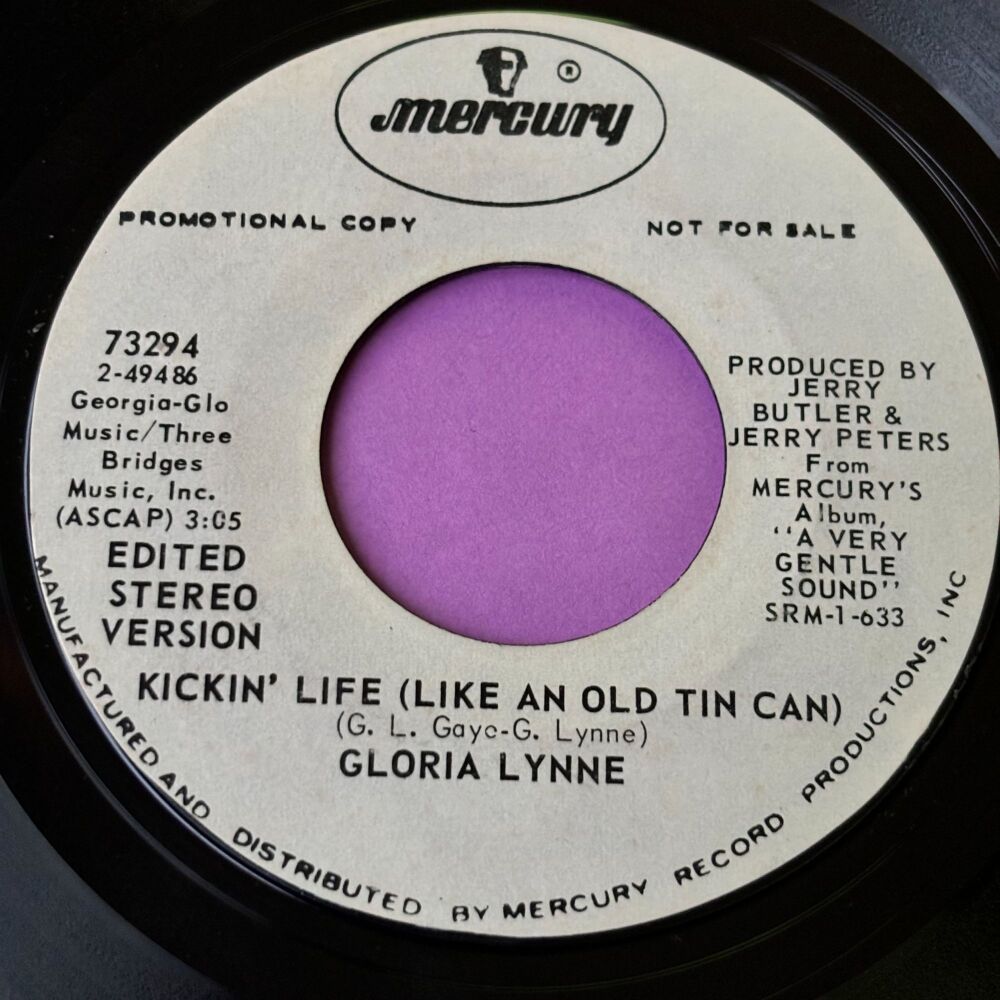 mercury
®
PROMOTIONAL COPY
NOT FOR SALE
73294
2-49486
Georgia-Glo
Music/Three
Bridges
Music, Inc.
(ASCAP) 3:05
EDITED
STEREO
VERSION
PRODUCED BY
JERRY
BUTLER &
JERRY PETERS
From
MERCURY'S
Album,
"A VERY
GENTLE
SOUND"
SRM-1-633
KICKIN' LIFE (LIKE AN OLD TIN CAN)
(G. L. Gaye-G. Lynne)
GLORIA LYNNE
MANUFACTURED AND DISTRIBUTED BY MERCURY RECORD PRODUCTIONS, INC